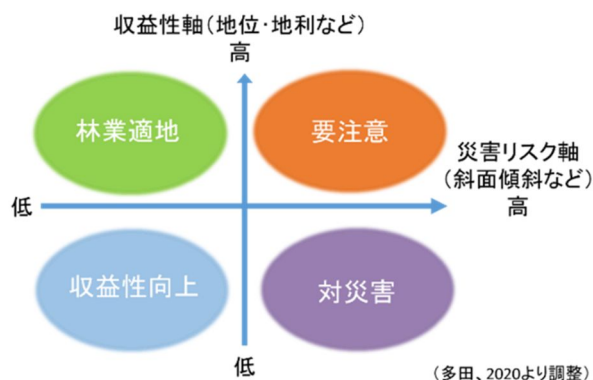 収益性軸（地位･地利など）
高
林業適地
要注意
災害リスク軸
（斜面傾斜など）
高
低
収益性向上
対災害
低
（多田、2020より調整）